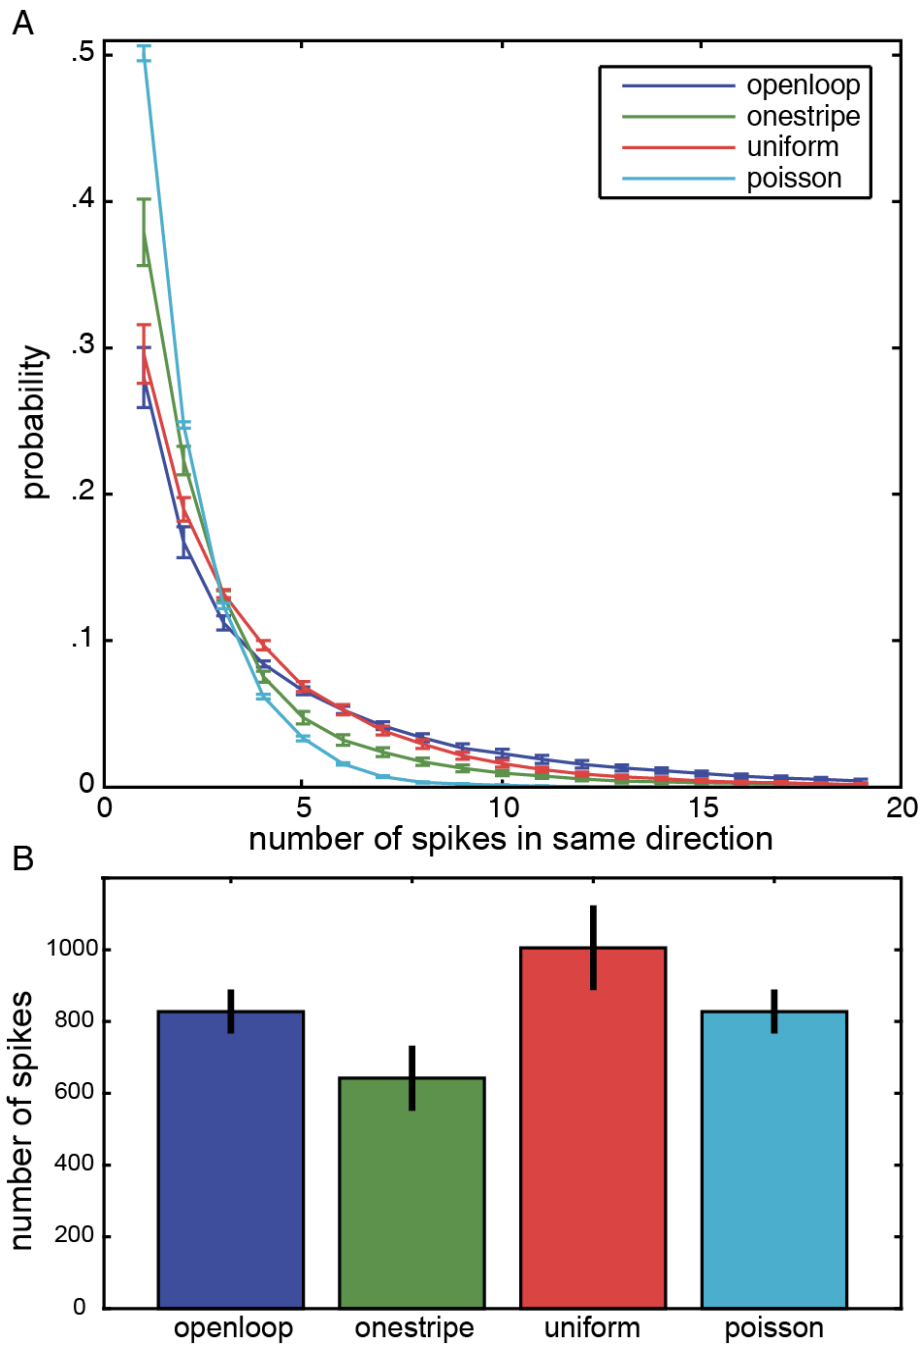 A
.5
.4
.3
.2
.1
0
probability
openloop
onestripe
uniform
poisson
0 5 10 15 20
number of spikes in same direction
B
1000
800
600
400
200
0
number of spikes
openloop onestripe uniform poisson